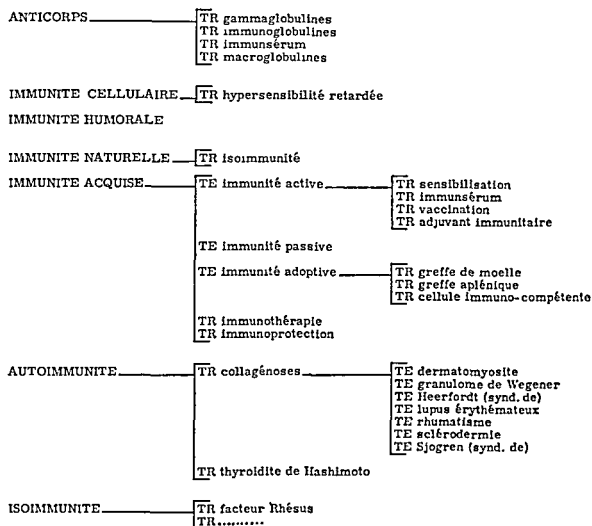 ANTICORPS TR gammaglobulines
TR immunoglobulines
TR immunsérum
TR macroglobulines
IMMUNITE CELLULAIRE TR hypersensibilité retardée
IMMUNITE HUMORALE
IMMUNITE NATURELLE TR isoimmunité
IMMUNITE ACQUISE TE immunité active TR sensibilisation
TR immunsérum
TR vaccination
TR adjuvant immunitaire
TE immunité passive
TE immunité adoptive TR greffe de moelle
TR greffe aplénique
TR cellule immuno-compétente
TR immunothérapie
TR immunoprotection
AUTOIMMUNITE TR collagénoses TE dermatomyosite
TE granulome de Wegener
TE Heerfordt (synd. de)
TE lupus érythémateux
TE rhumatisme
TE sclérodermie
TE Sjogren (synd. de)
TR thyroidite de Hashimoto
ISOIMMUNITE TR facteur Rhésus
TR..........